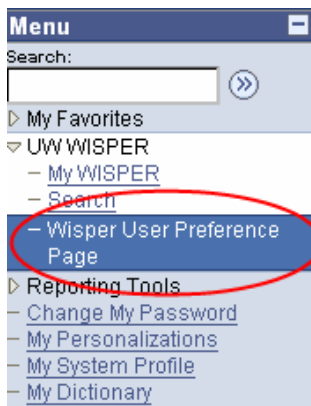 Menu
Search:
My Favorites
UW WISPER
– My WISPER
– Search
– Wisper User Preference
Page
Reporting Tools
– Change My Password
– My Personalizations
– My System Profile
– My Dictionary